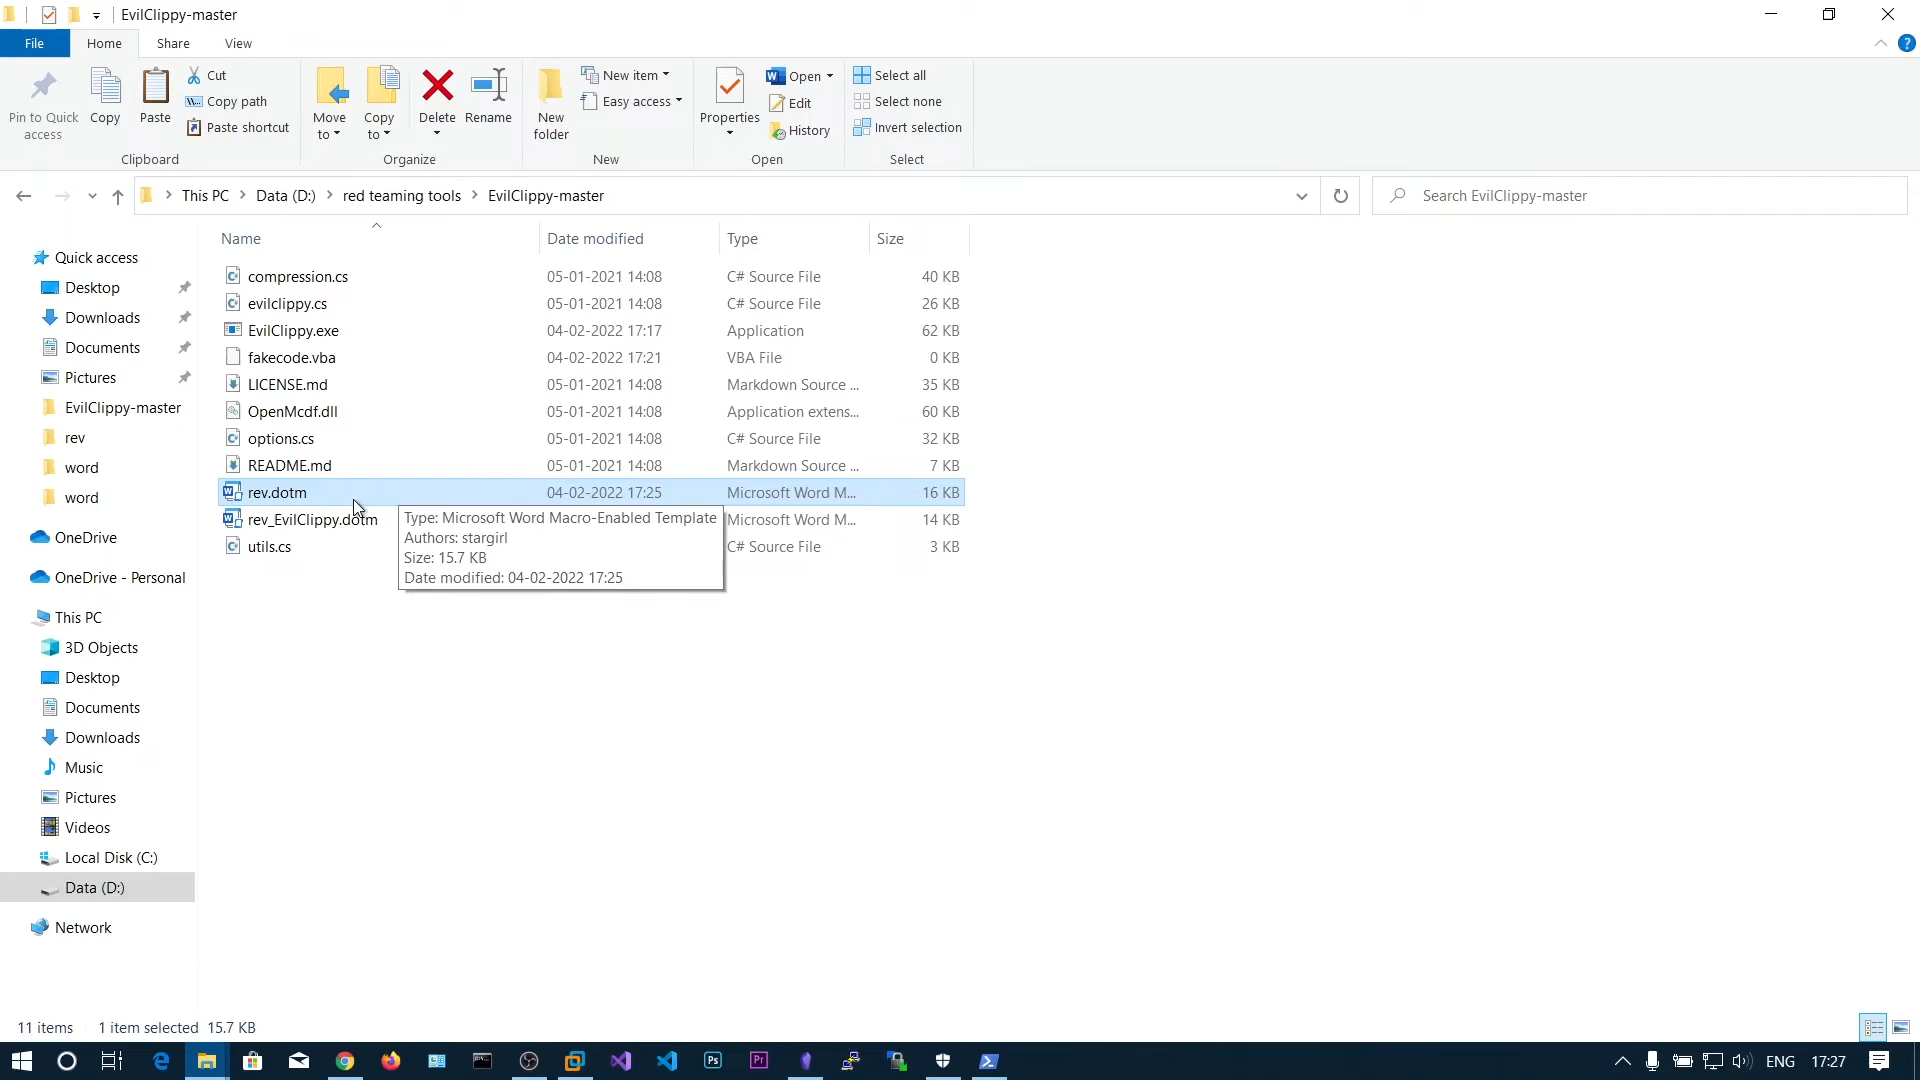 EvilClippy-master
File Home Share View
Pin to Quick access
Copy
Paste
Cut
Copy path
Paste shortcut
Clipboard
Move to
Copy to
Delete
Rename
Organize
New folder
New item
Easy access
New
Properties
Open
Edit
History
Open
Select all
Select none
Invert selection
Select
This PC > Data (D:) > red teaming tools > EvilClippy-master
Search EvilClippy-master
Name Date modified Type Size
compression.cs 05-01-2021 14:08 C# Source File 40 KB
evilclippy.cs 05-01-2021 14:08 C# Source File 26 KB
EvilClippy.exe 04-02-2022 17:17 Application 62 KB
fakecode.vba 04-02-2022 17:21 VBA File 0 KB
LICENSE.md 05-01-2021 14:08 Markdown Source ... 35 KB
OpenMcdf.dll 05-01-2021 14:08 Application extens... 60 KB
options.cs 05-01-2021 14:08 C# Source File 32 KB
README.md 05-01-2021 14:08 Markdown Source ... 7 KB
rev.dotm 04-02-2022 17:25 Microsoft Word M... 16 KB
rev_EvilClippy.dotm Microsoft Word M... 14 KB
utils.cs C# Source File 3 KB
Type: Microsoft Word Macro-Enabled Template
Authors: stargirl
Size: 15.7 KB
Date modified: 04-02-2022 17:25
Quick access
Desktop
Downloads
Documents
Pictures
EvilClippy-master
rev
word
word
OneDrive
OneDrive - Personal
This PC
3D Objects
Desktop
Documents
Downloads
Music
Pictures
Videos
Local Disk (C:)
Data (D:)
Network
11 items 1 item selected 15.7 KB
Ps Pr ENG 17:27